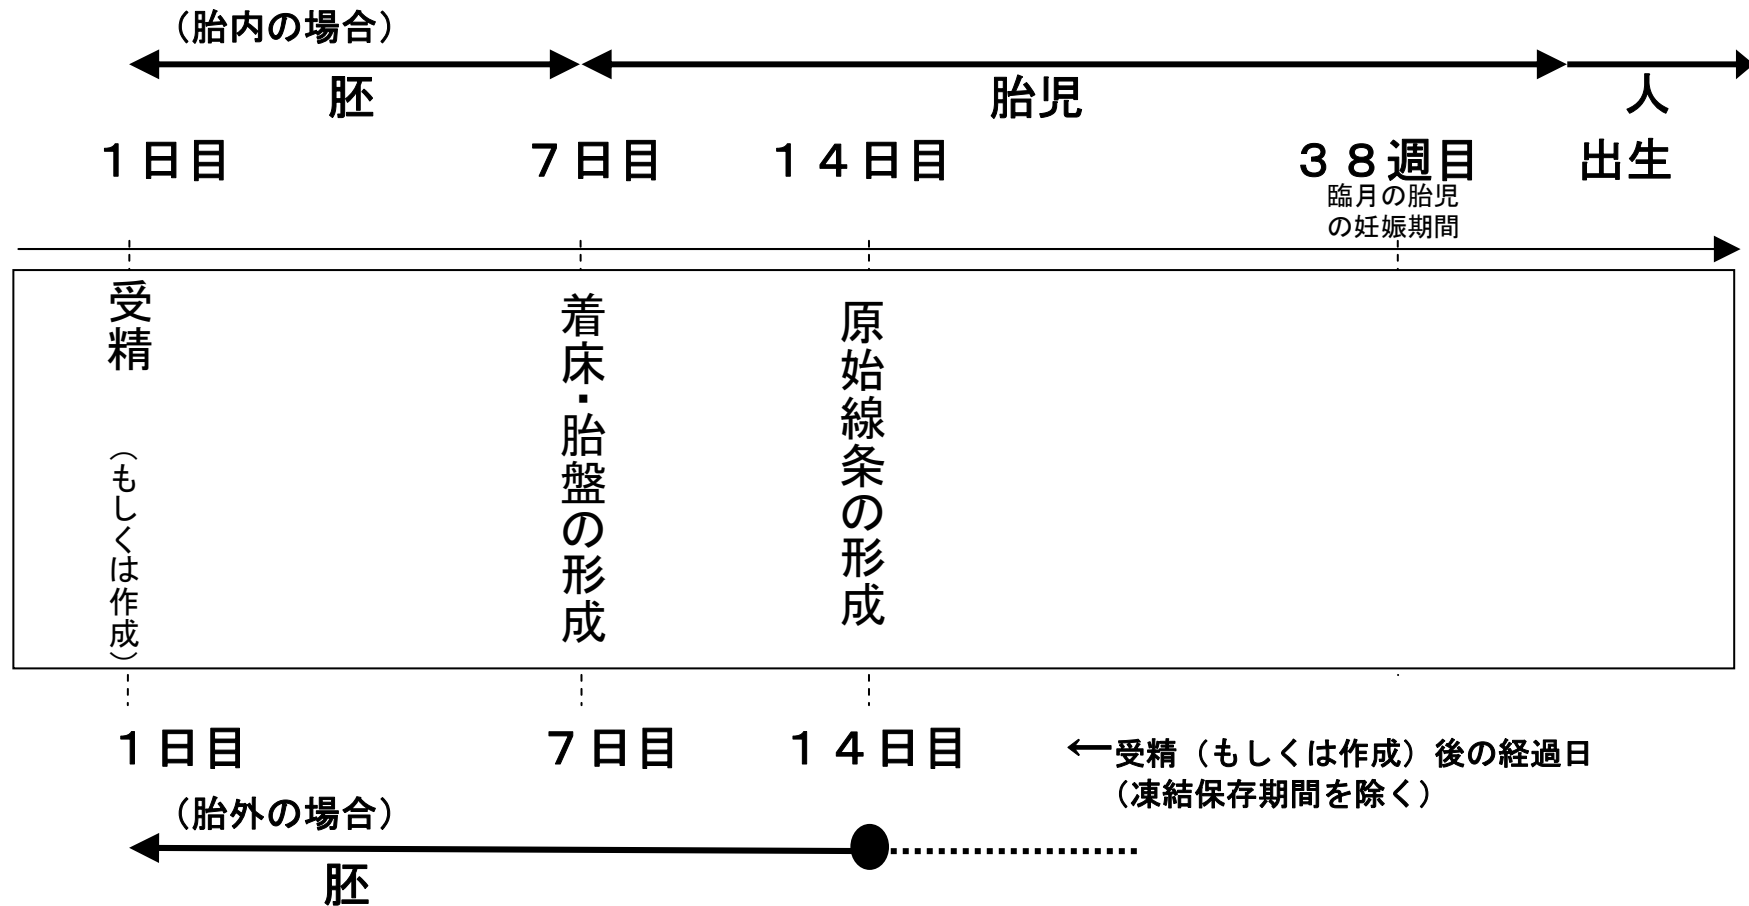 （胎内の場合）
胚
胎児
人
１日目
７日目
１４日目
３８週目
出生
臨月の胎児
の妊娠期間
受精
（もしくは作成）
着床・胎盤の形成
原始線条の形成
１日目
７日目
１４日目
←受精（もしくは作成）後の経過日
（凍結保存期間を除く）
（胎外の場合）
胚